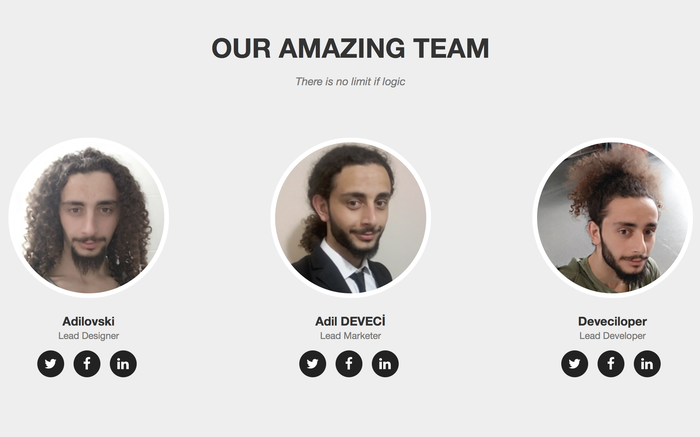 OUR AMAZING TEAM
There is no limit if logic
Adilovski
Lead Designer
Adil DEVECİ
Lead Marketer
Deveciloper
Lead Developer